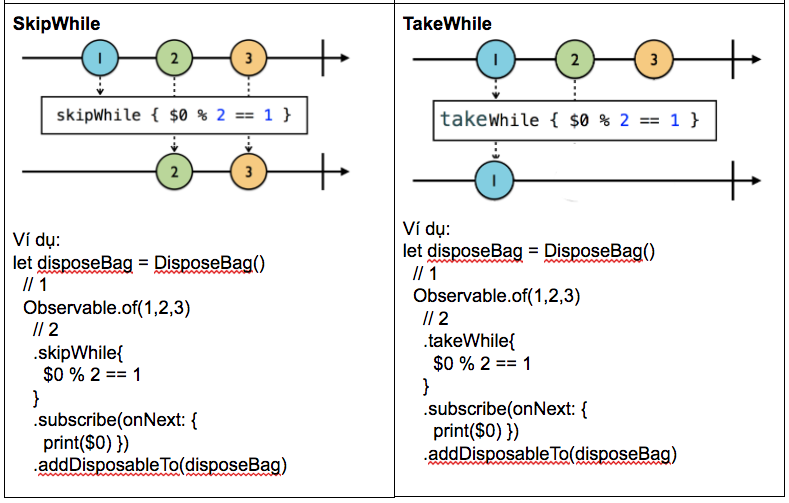 SkipWhile
1 2 3
skipWhile { $0 % 2 == 1 }
2 3
Ví dụ:
let disposeBag = DisposeBag()
// 1
Observable.of(1,2,3)
// 2
.skipWhile{
$0 % 2 == 1
}
.subscribe(onNext: {
print($0) })
.addDisposableTo(disposeBag)
TakeWhile
1 2 3
takeWhile { $0 % 2 == 1 }
1
Ví dụ:
let disposeBag = DisposeBag()
// 1
Observable.of(1,2,3)
// 2
.takeWhile{
$0 % 2 == 1
}
.subscribe(onNext: {
print($0) })
.addDisposableTo(disposeBag)